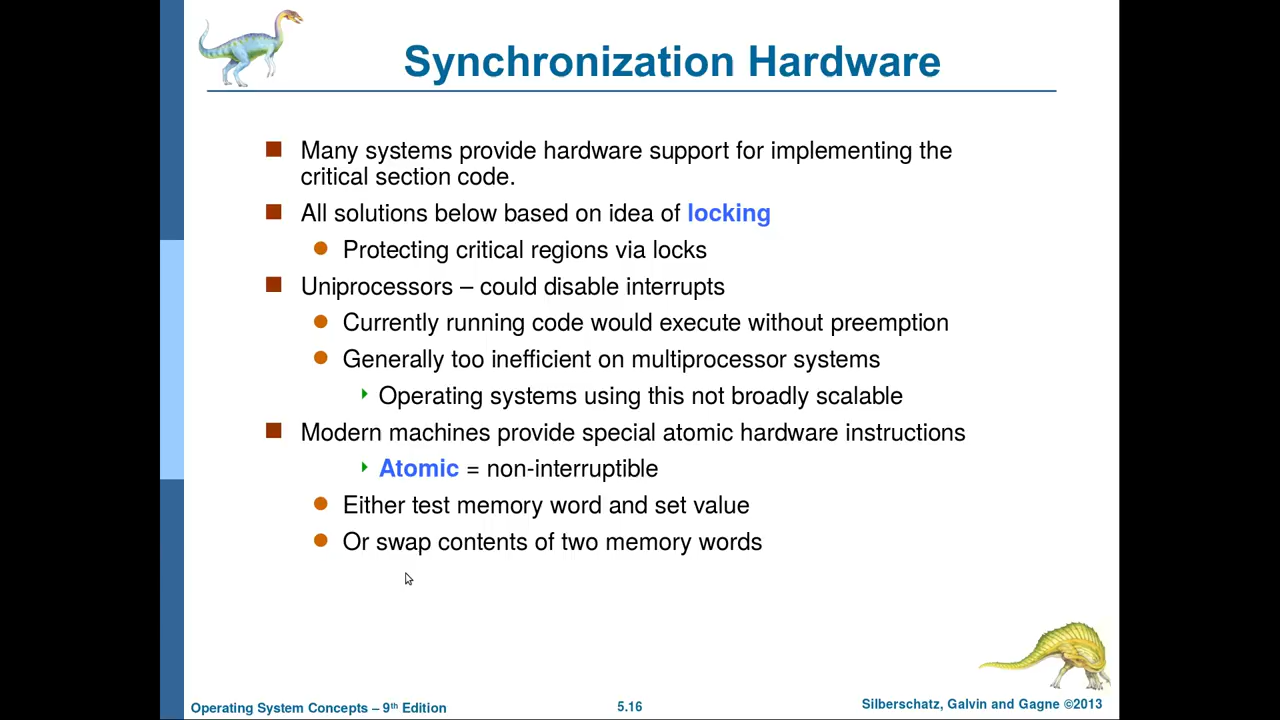 Synchronization Hardware
Many systems provide hardware support for implementing the
critical section code.
All solutions below based on idea of locking
Protecting critical regions via locks
Uniprocessors – could disable interrupts
Currently running code would execute without preemption
Generally too inefficient on multiprocessor systems
Operating systems using this not broadly scalable
Modern machines provide special atomic hardware instructions
Atomic = non-interruptible
Either test memory word and set value
Or swap contents of two memory words
Operating System Concepts – 9th Edition
5.16
Silberschatz, Galvin and Gagne ©2013